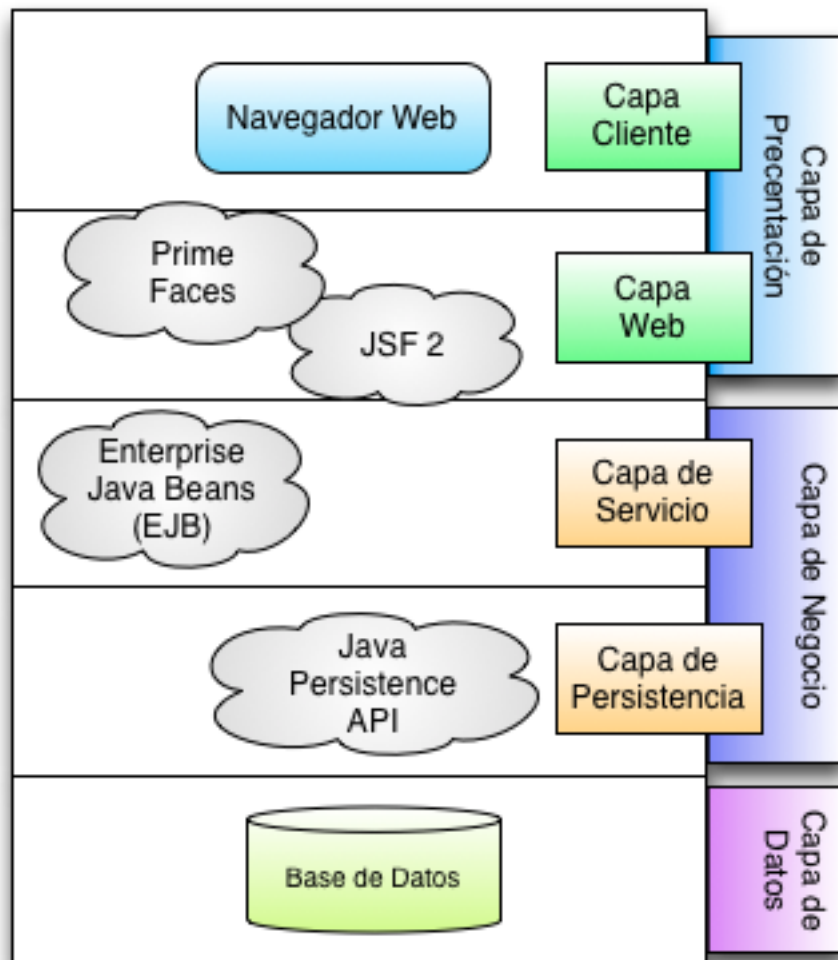 Navegador Web
Capa
Cliente
Capa de
Precentación
Prime
Faces
JSF 2
Capa
Web
Enterprise
Java Beans
(EJB)
Capa de
Servicio
Capa de Negocio
Java
Persistence
API
Capa de
Persistencia
Base de Datos
Capa de
Datos